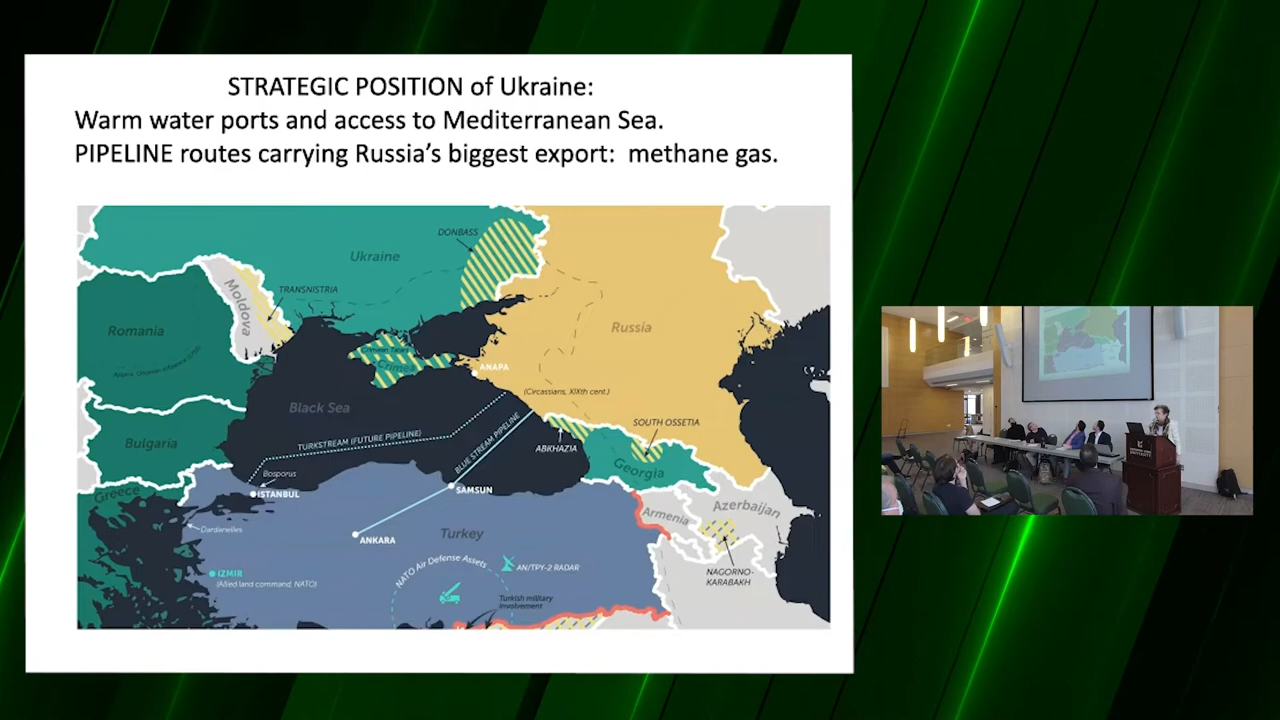 STRATEGIC POSITION of Ukraine:
Warm water ports and access to Mediterranean Sea.
PIPELINE routes carrying Russia's biggest export:  methane gas.
DONBASS
Ukraine
TRANSNISTRIA
Moldova
Romania
Russia
Crimean Tatars
Crimea
ANAPA
(Circassians, XIXth cent.)
Black Sea
SOUTH OSSETIA
TURKSTREAM (FUTURE PIPELINE)
BLUE STREAM PIPELINE
ABKHAZIA
Bulgaria
Georgia
Bosporus
ISTANBUL
SAMSUN
Greece
Armenia
Azerbaijan
Dardanelles
ANKARA
Turkey
NATO Air Defense Assets
AN/TPY-2 RADAR
IZMIR
(Allied land command, NATO)
NAGORNO-
KARABAKH
Turkish military
involvement